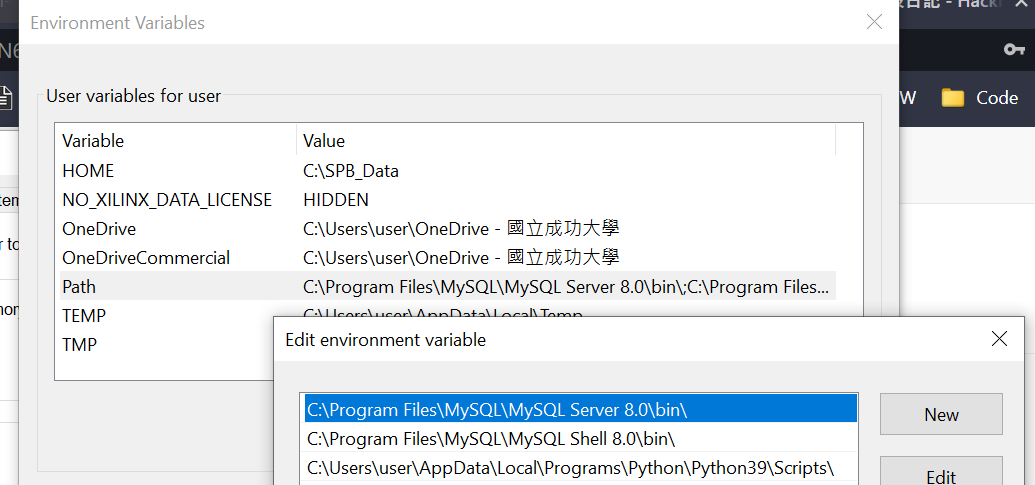 Environment Variables
日記 - Hack
N6
W Code
User variables for user
Variable Value
HOME C:\SPB_Data
NO_XILINX_DATA_LICENSE HIDDEN
OneDrive C:\Users\user\OneDrive - 國立成功大學
OneDriveCommercial C:\Users\user\OneDrive - 國立成功大學
Path C:\Program Files\MySQL\MySQL Server 8.0\bin\;C:\Program Files...
TEMP C:\Users\user\AppData\Local\Temp
TMP
Edit environment variable
C:\Program Files\MySQL\MySQL Server 8.0\bin\
New
C:\Program Files\MySQL\MySQL Shell 8.0\bin\
C:\Users\user\AppData\Local\Programs\Python\Python39\Scripts\
Edit